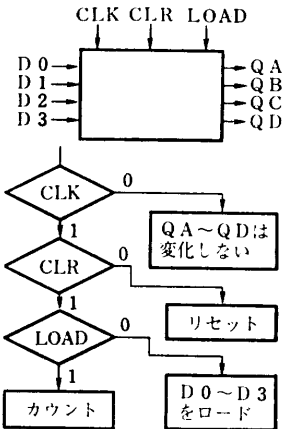 CLK CLR LOAD
D0
D1
D2
D3
QA
QB
QC
QD
CLK
0
1
QA～QDは
変化しない
CLR
0
1
リセット
LOAD
0
1
D0～D3
をロード
カウント